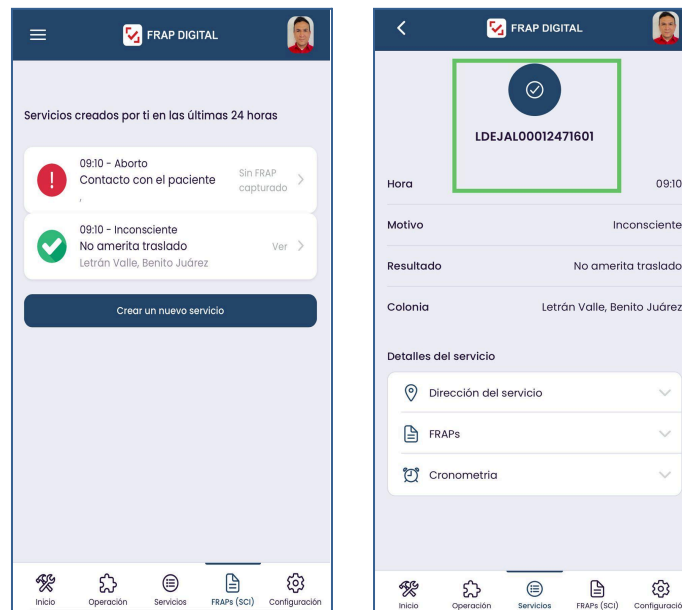 FRAP DIGITAL
Servicios creados por ti en las últimas 24 horas
09:10 - Aborto
Contacto con el paciente
,
Sin FRAP
capturado
09:10 - Inconsciente
No amerita traslado
Letrán Valle, Benito Juárez
Ver
Crear un nuevo servicio
Inicio
Operación
Servicios
FRAPs (SCI)
Configuración
FRAP DIGITAL
LDEJAL00012471601
Hora 09:10
Motivo Inconsciente
Resultado No amerita traslado
Colonia Letrán Valle, Benito Juárez
Detalles del servicio
Dirección del servicio
FRAPs
Cronometria
Inicio
Operación
Servicios
FRAPs (SCI)
Configuració